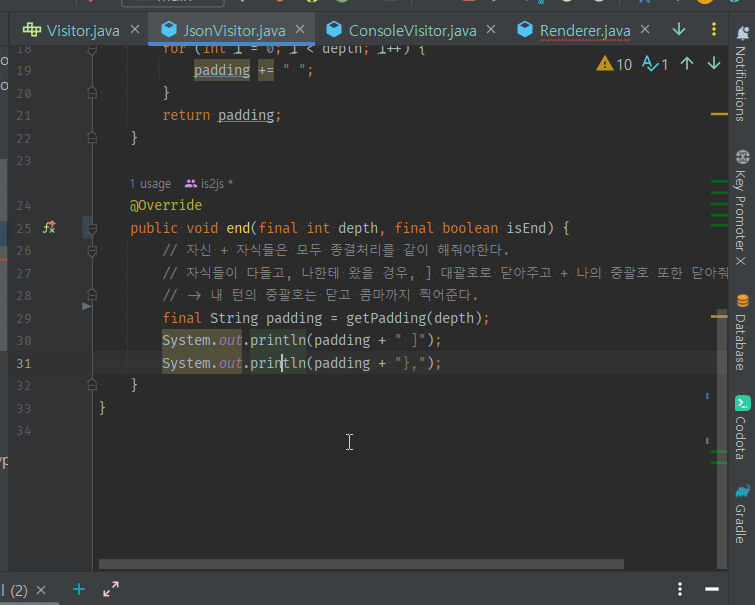 Visitor.java JsonVisitor.java ConsoleVisitor.java Renderer.java
18 for (int i = 0; i < depth; i++) {
10 1
19 padding += " ";
20 }
21 return padding;
22 }
23
1 usage is2js *
24 @Override
25 public void end(final int depth, final boolean isEnd) {
26 // 자신 + 자식들은 모두 종결처리를 같이 해줘야한다.
27 // 자식들이 다돌고, 나한테 왔을 경우, ] 대괄호로 닫아주고 + 나의 중괄호 또한
28 // -> 내 턴의 중괄호는 닫고 콤마까지 찍어준다.
29 final String padding = getPadding(depth);
30 System.out.println(padding + " ]");
31 System.out.println(padding + "},");
32 }
33 }
34
(2)
Notifications
Key Promoter X
Database
Codota
Gradle